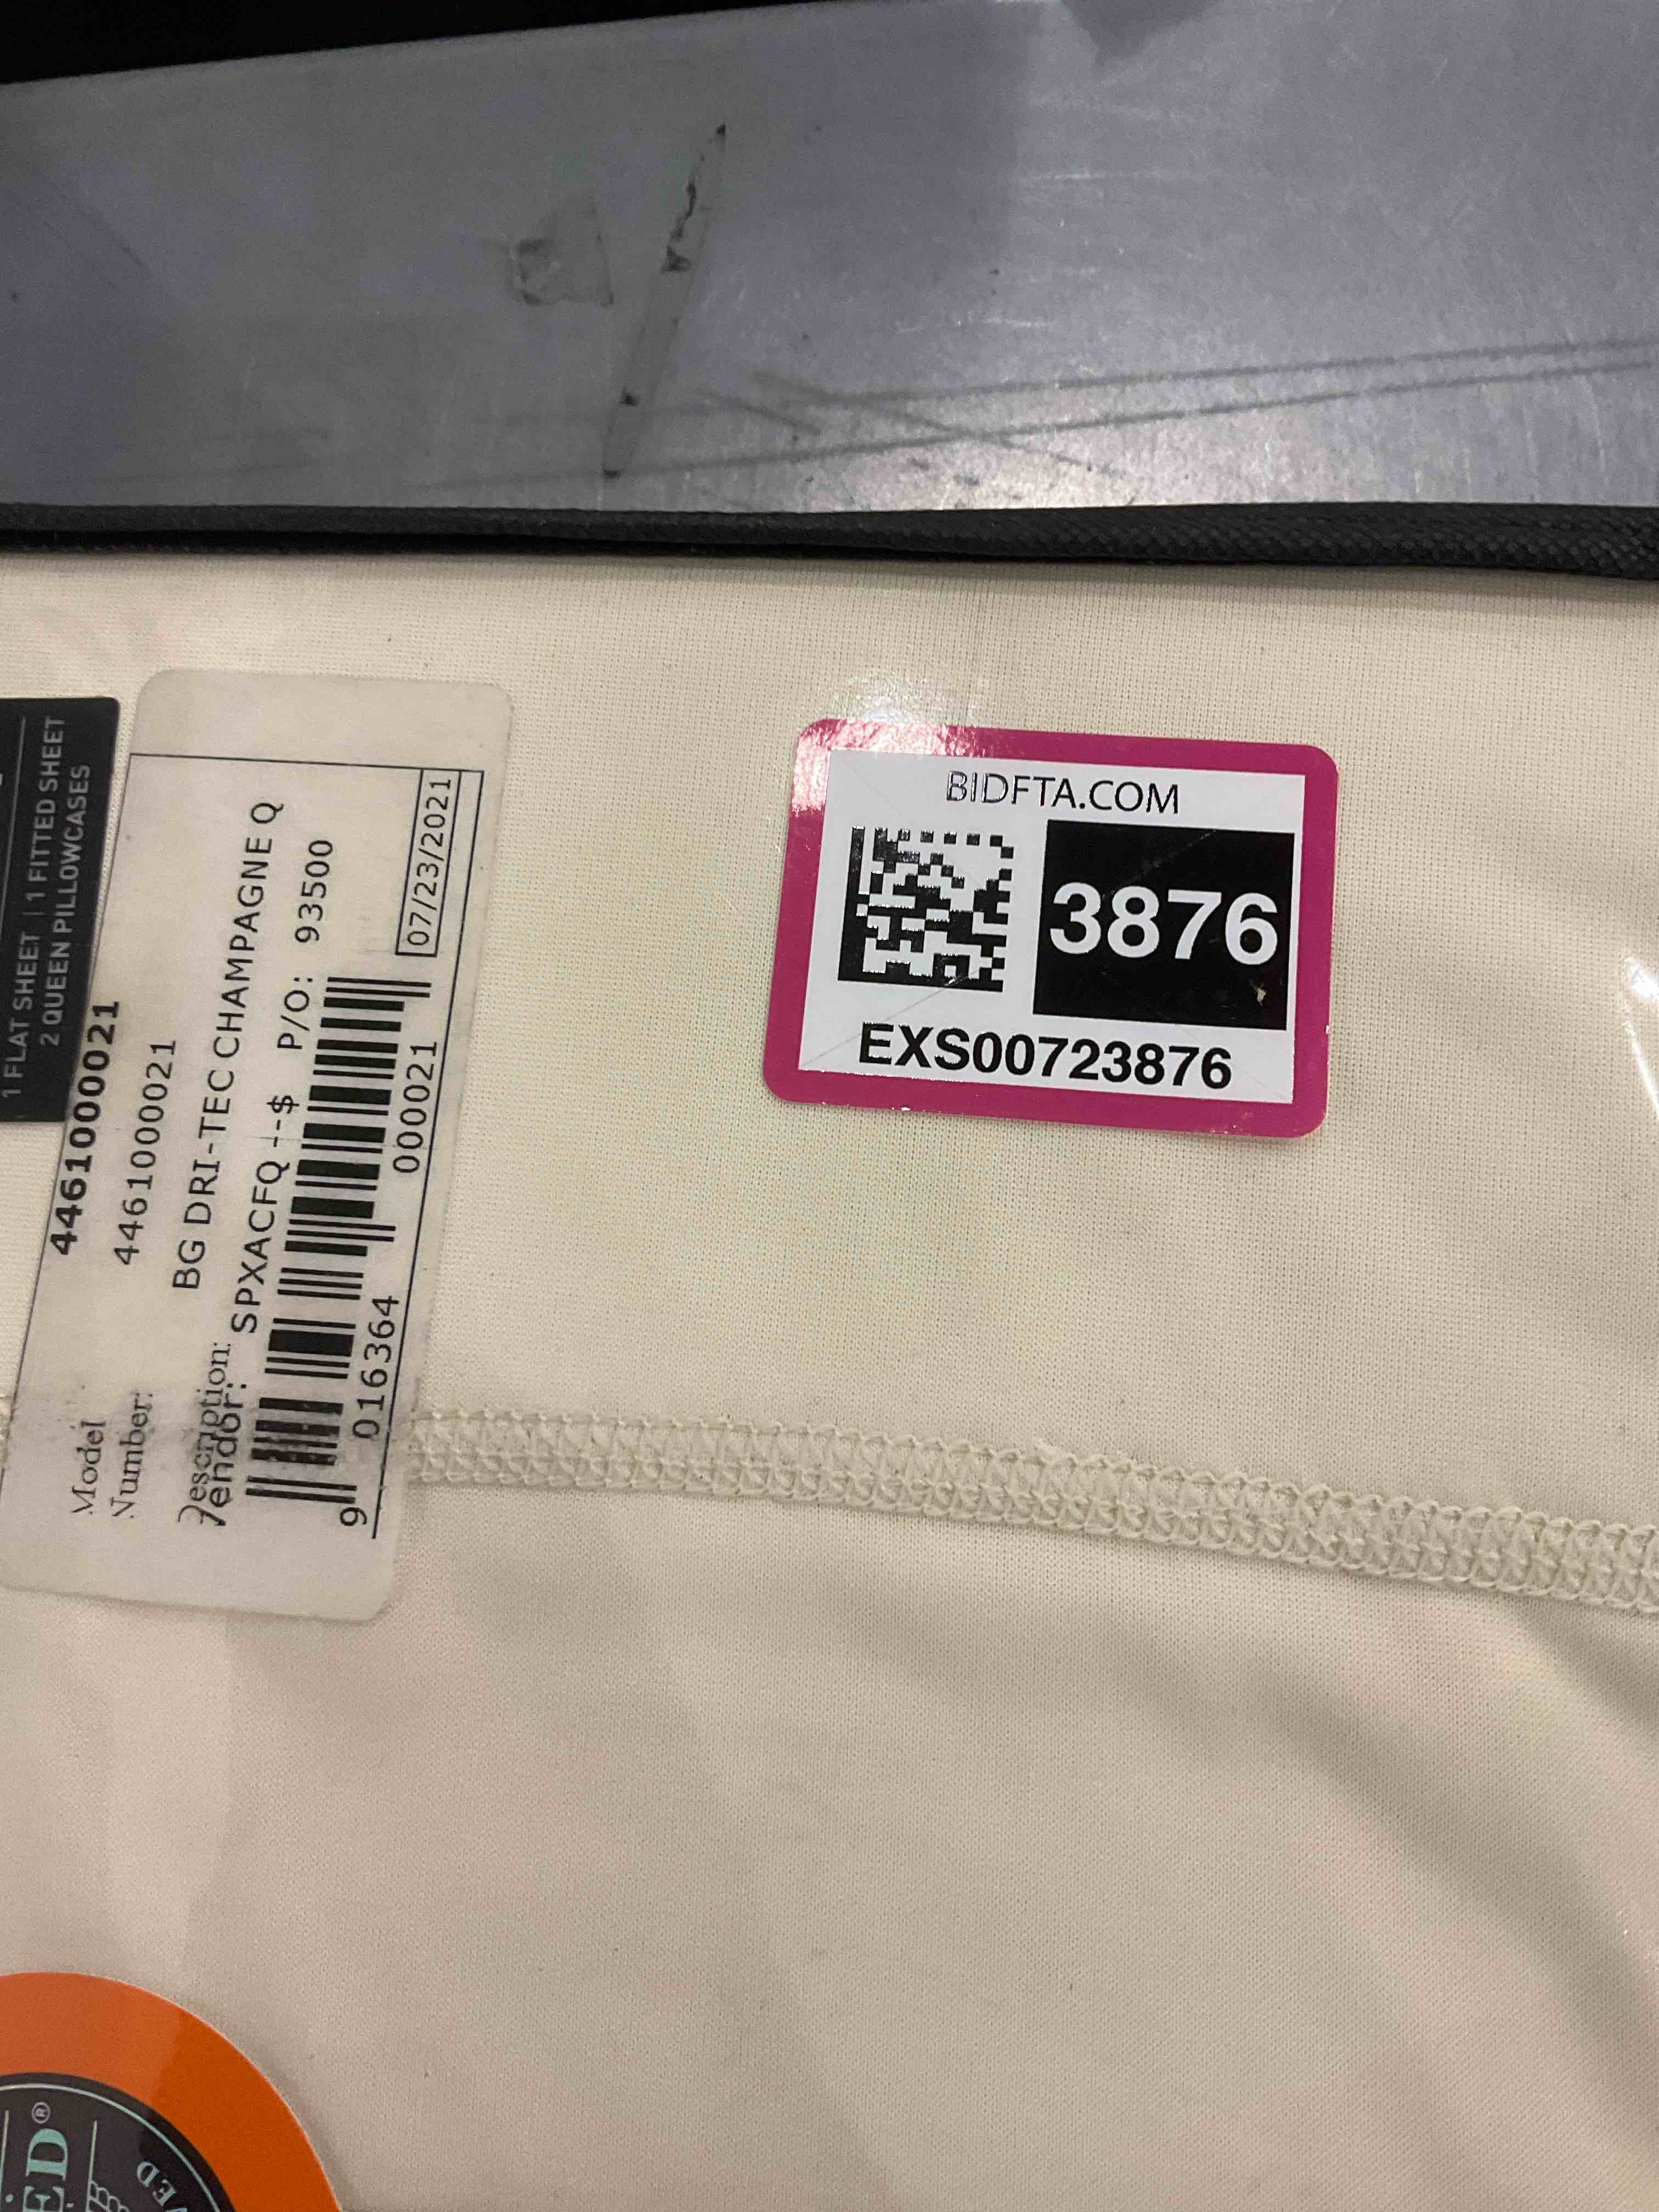 1 FLAT SHEET | 1 FITTED SHEET
2 QUEEN PILLOWCASES
4461000021
Model
Number: 4461000021
Description: BG DRI-TEC CHAMPAGNE Q
Vendor: SPXACFQ --$ P/O: 93500
07/23/2021
9 016364 000021
BIDFTA.COM
3876
EXS00723876